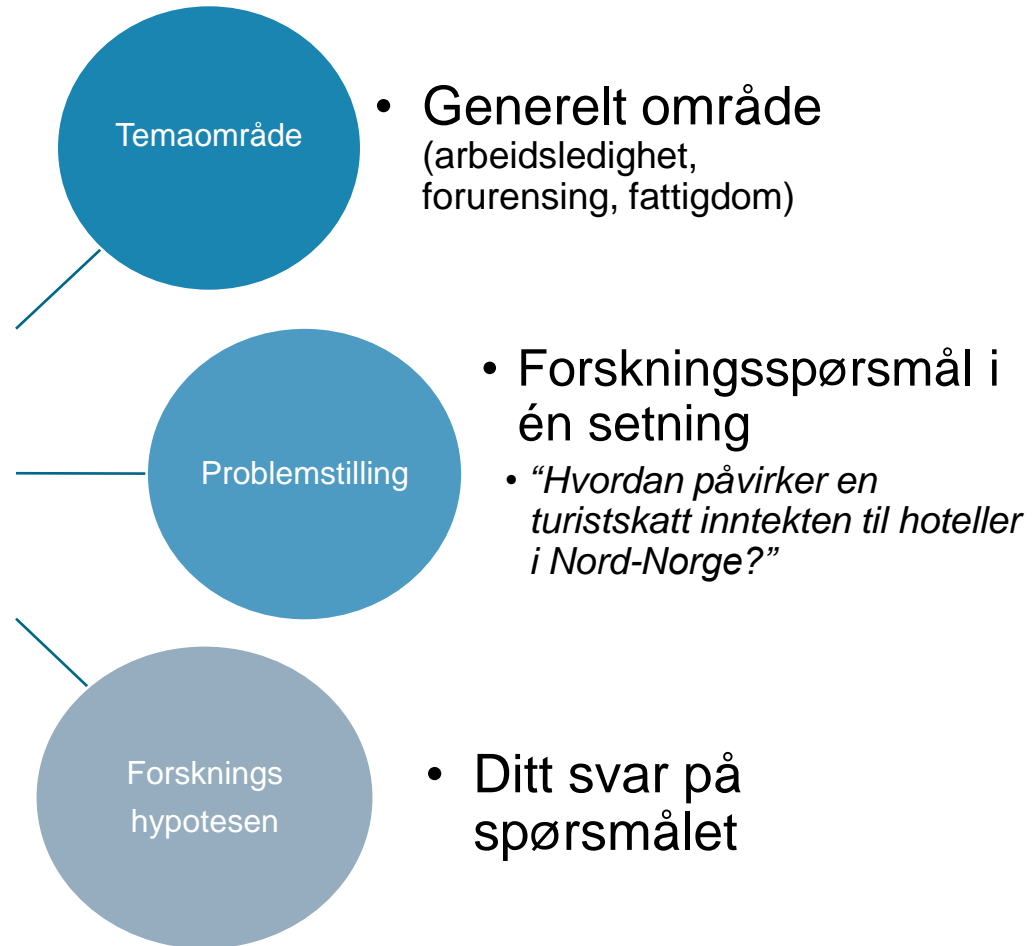 Temaområde
• Generelt område
(arbeidsledighet,
forurensing, fattigdom)
Problemstilling
• Forskningsspørsmål i
én setning
• “Hvordan påvirker en
turistskatt inntekten til hoteller
i Nord-Norge?”
Forsknings
hypotesen
• Ditt svar på
spørsmålet